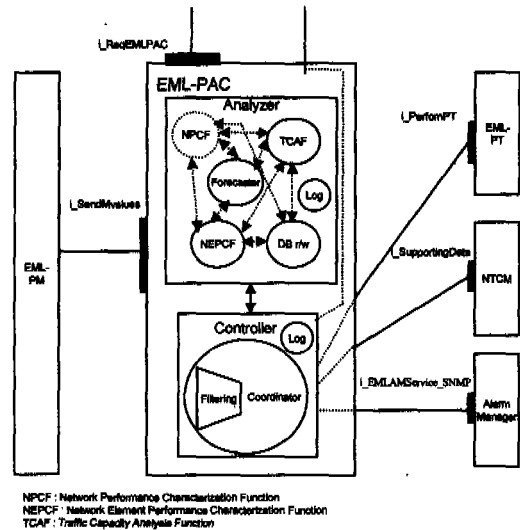 i_ReqEMLPAC
EML-PAC
Analyzer
NPCF
TCAF
Forecaster
Log
NEPCF
DB r/w
i_SendMvalues
EML-
PM
i_PerformPT
EML-
PT
i_SupportingData
NTCM
Controller
Log
Filtering
Coordinator
i_EMLAMService_SNMP
Alarm
Manager
NPCF : Network Performance Characterization Function
NEPCF : Network Element Performance Characterization Function
TCAF : Traffic Capacity Analysis Function